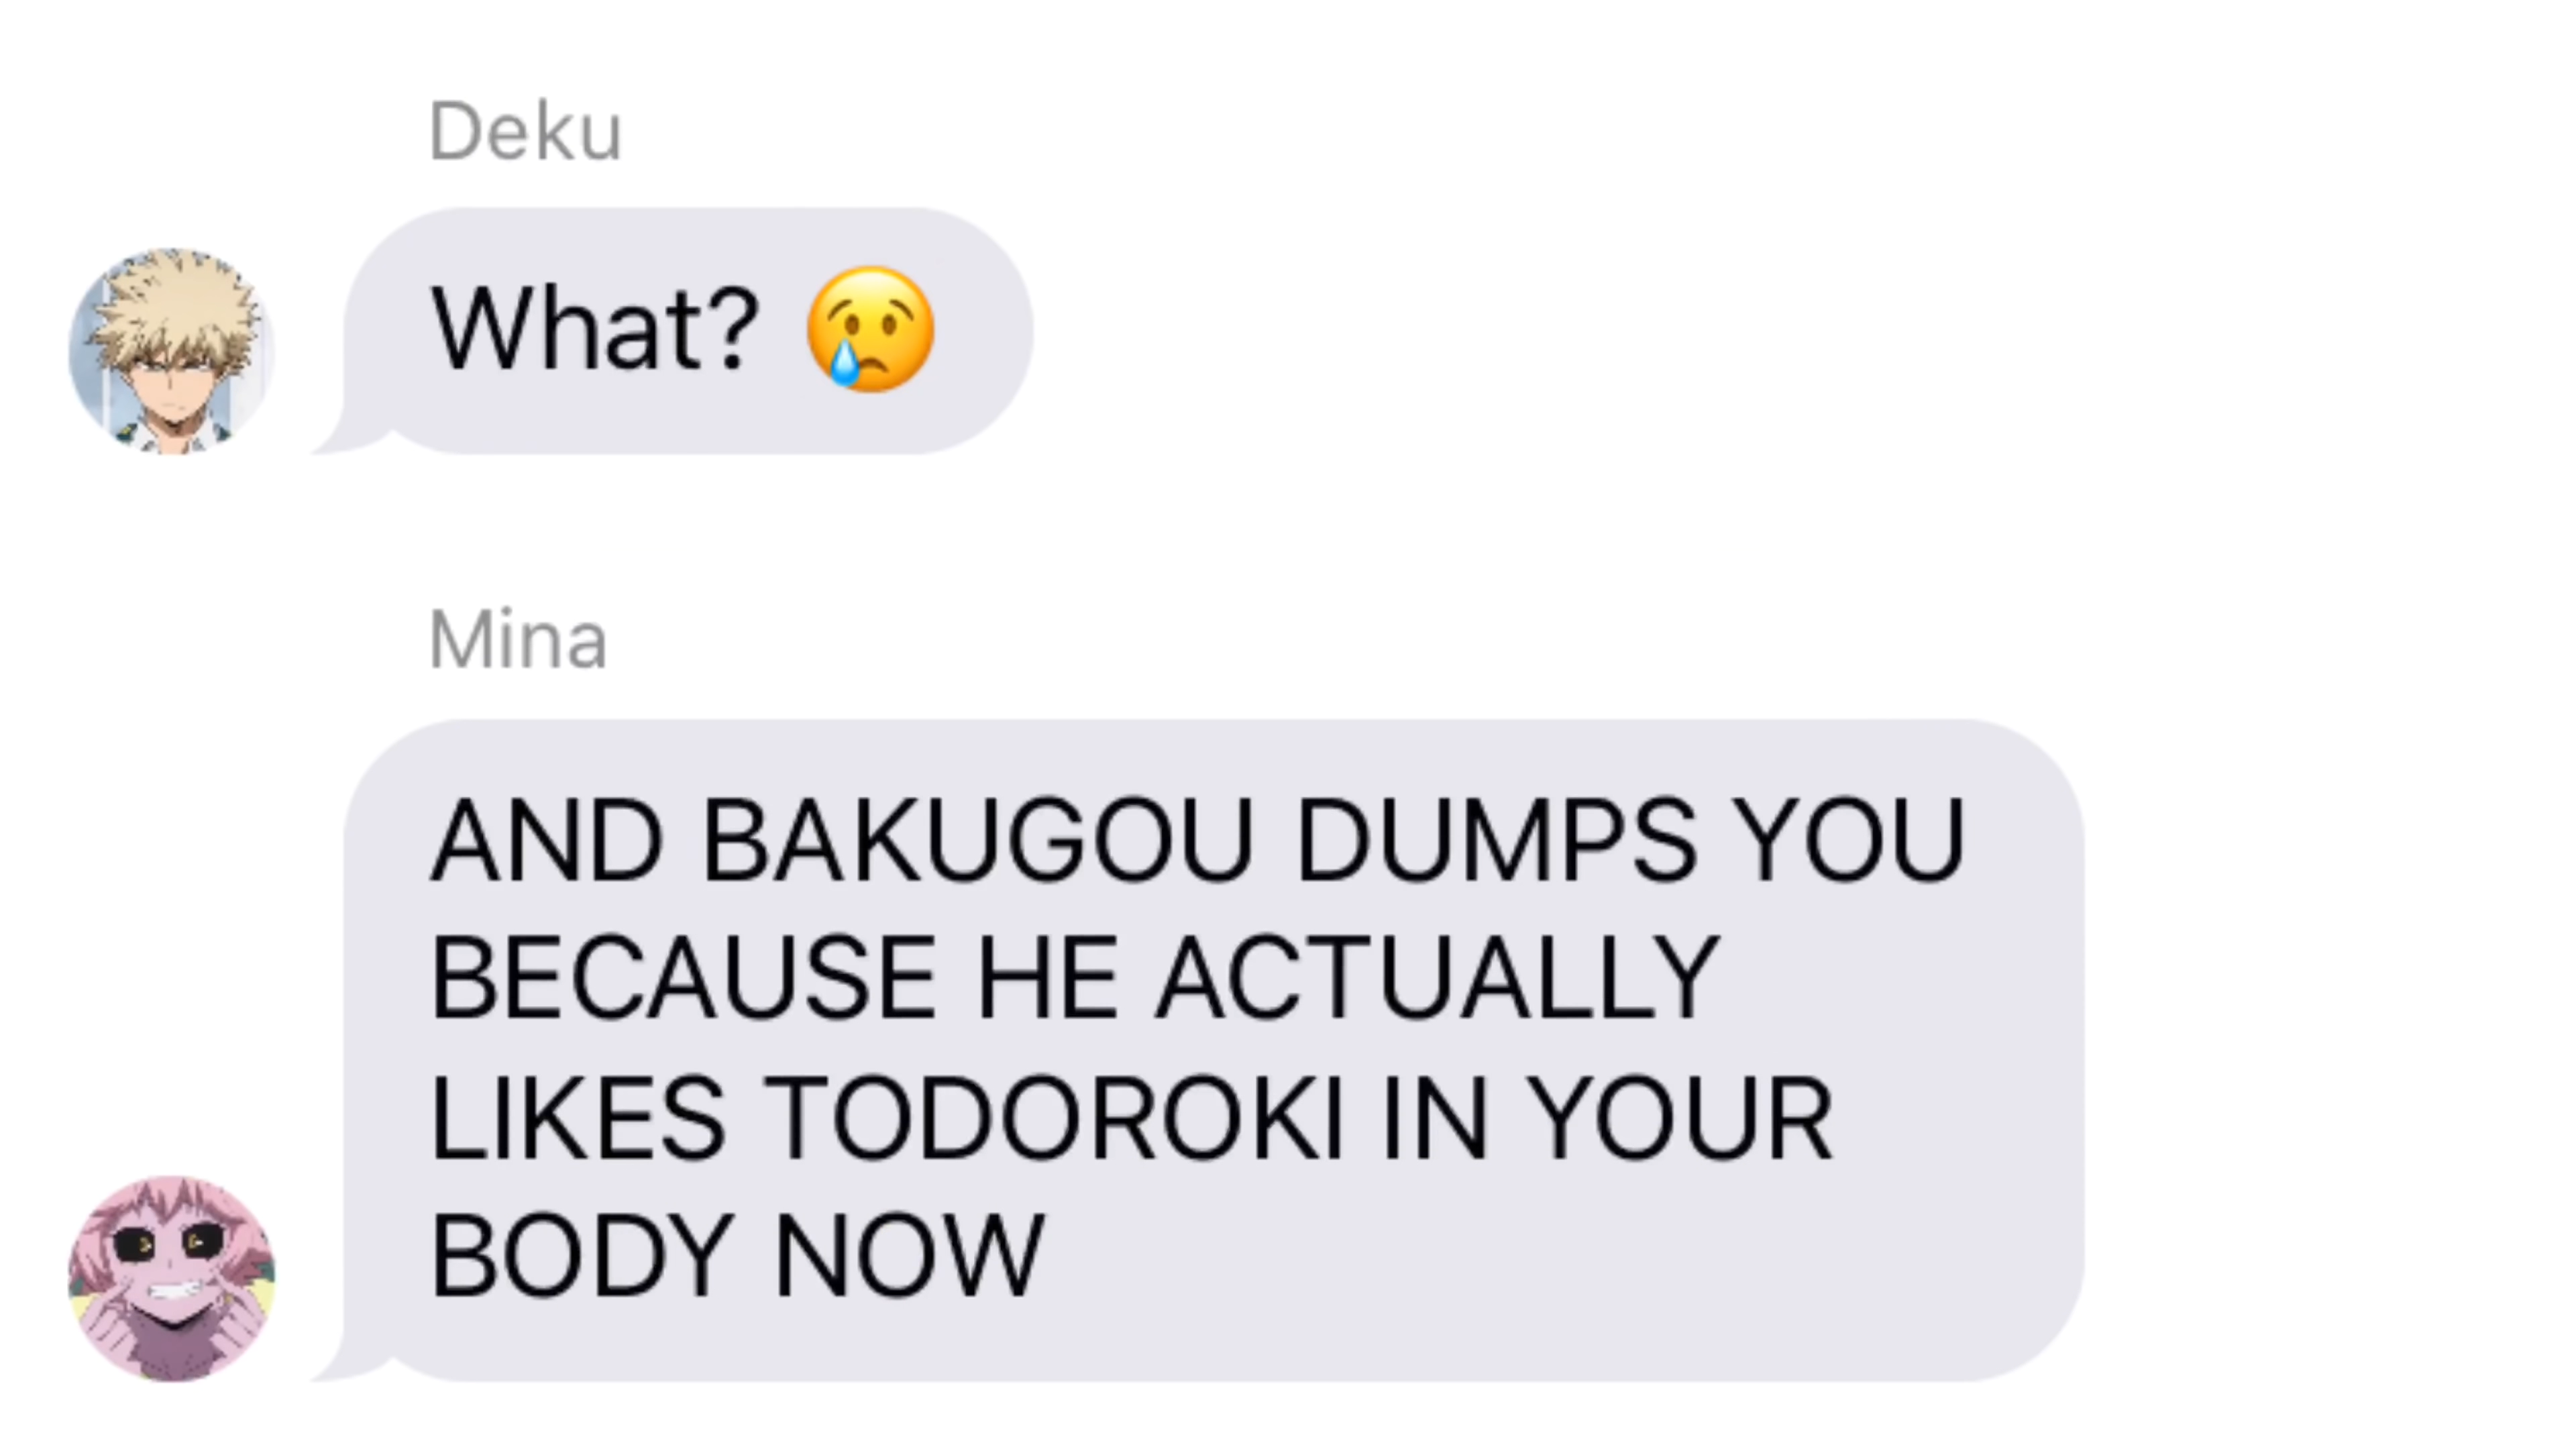 Deku
What? 😢
Mina
AND BAKUGOU DUMPS YOU
BECAUSE HE ACTUALLY
LIKES TODOROKI IN YOUR
BODY NOW